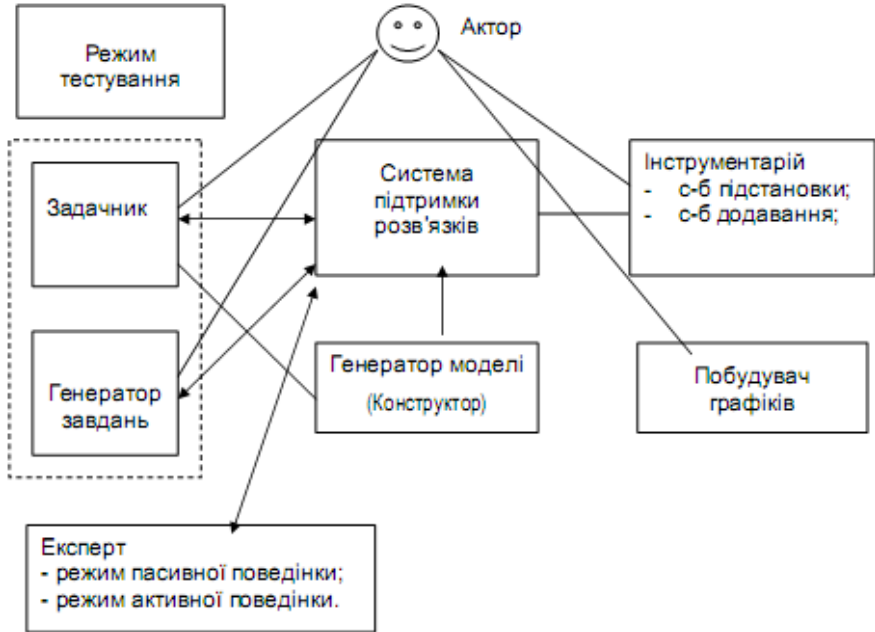 Актор
Режим
тестування
Задачник
Система
підтримки
розв'язків
Інструментарій
- с-б підстановки;
- с-б додавання;
Генератор
завдань
Генератор моделі
(Конструктор)
Побудувач
графіків
Експерт
- режим пасивної поведінки;
- режим активної поведінки.